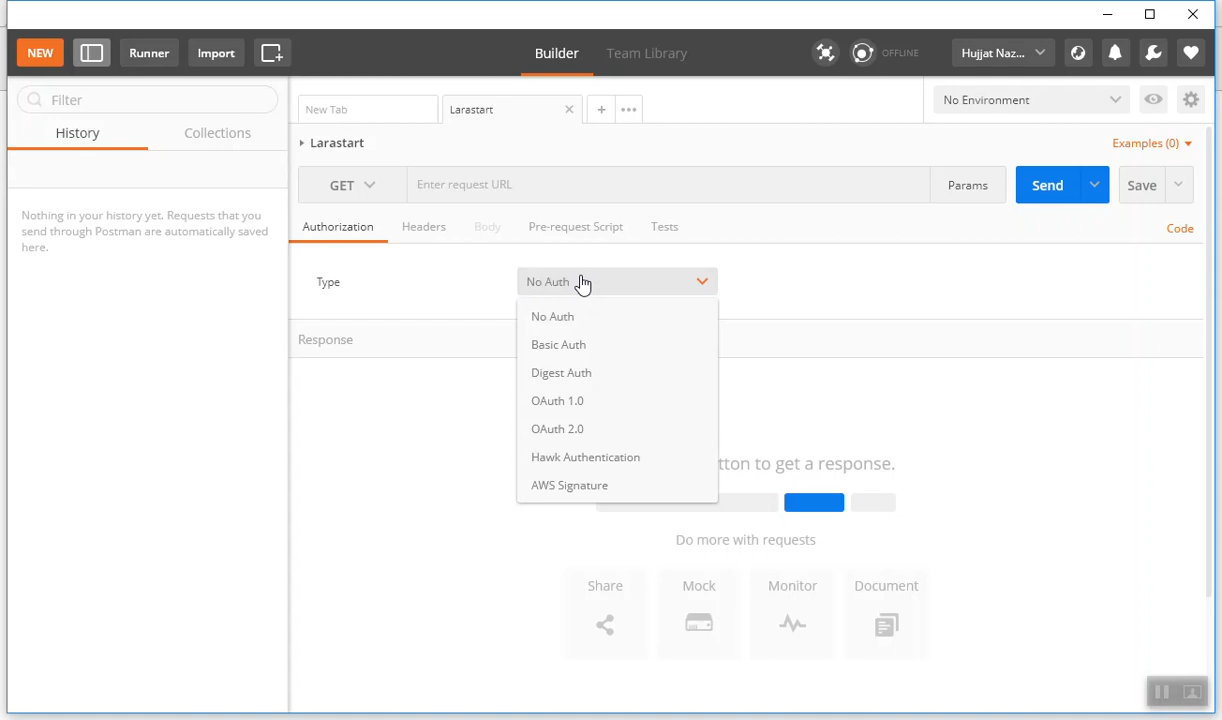 NEW
Runner
Import
Builder
Team Library
OFFLINE
Hujjat Naz...
Filter
History
Collections
Nothing in your history yet. Requests that you
send through Postman are automatically saved
here.
New Tab
Larastart
No Environment
Larastart
Examples (0)
GET
Enter request URL
Params
Send
Save
Authorization
Headers
Body
Pre-request Script
Tests
Code
Type
No Auth
No Auth
Basic Auth
Digest Auth
OAuth 1.0
OAuth 2.0
Hawk Authentication
AWS Signature
Response
tton to get a response.
Do more with requests
Share
Mock
Monitor
Document